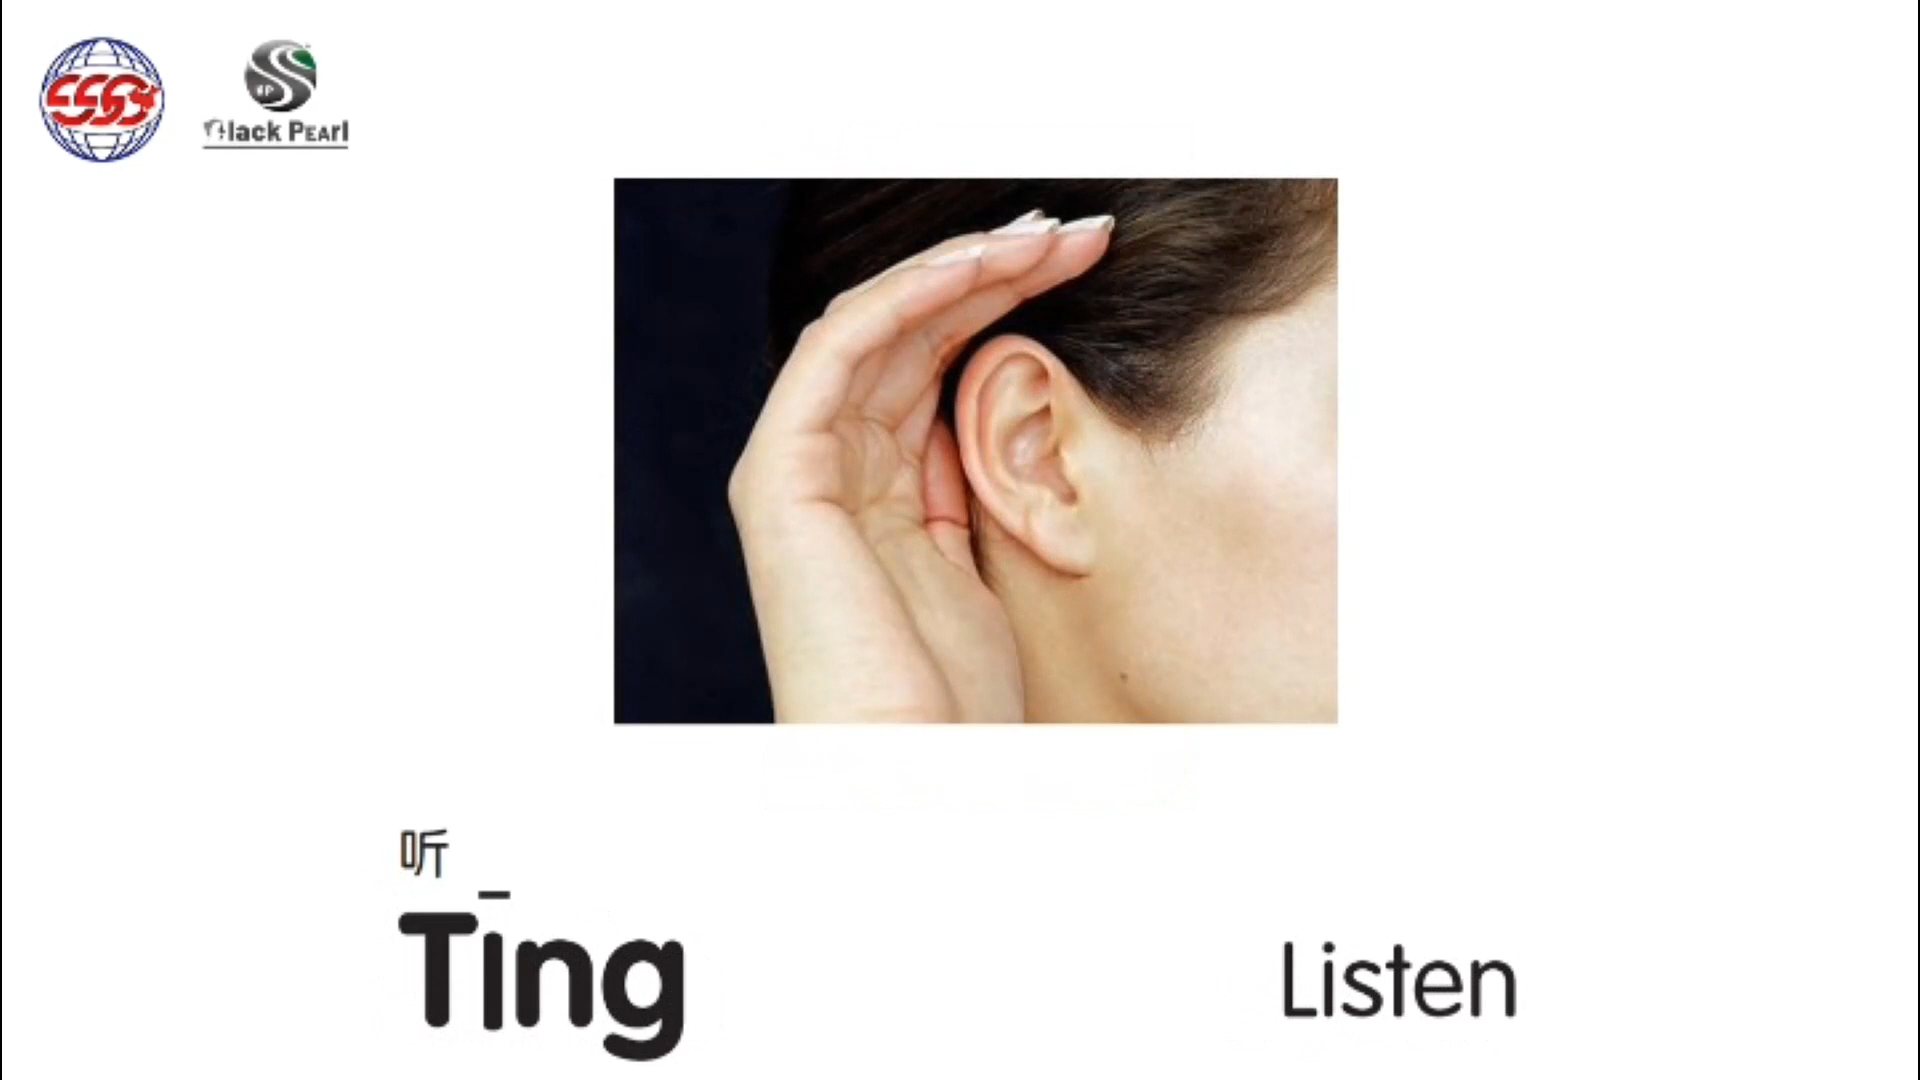 Black Pearl
听
Tīng
Listen